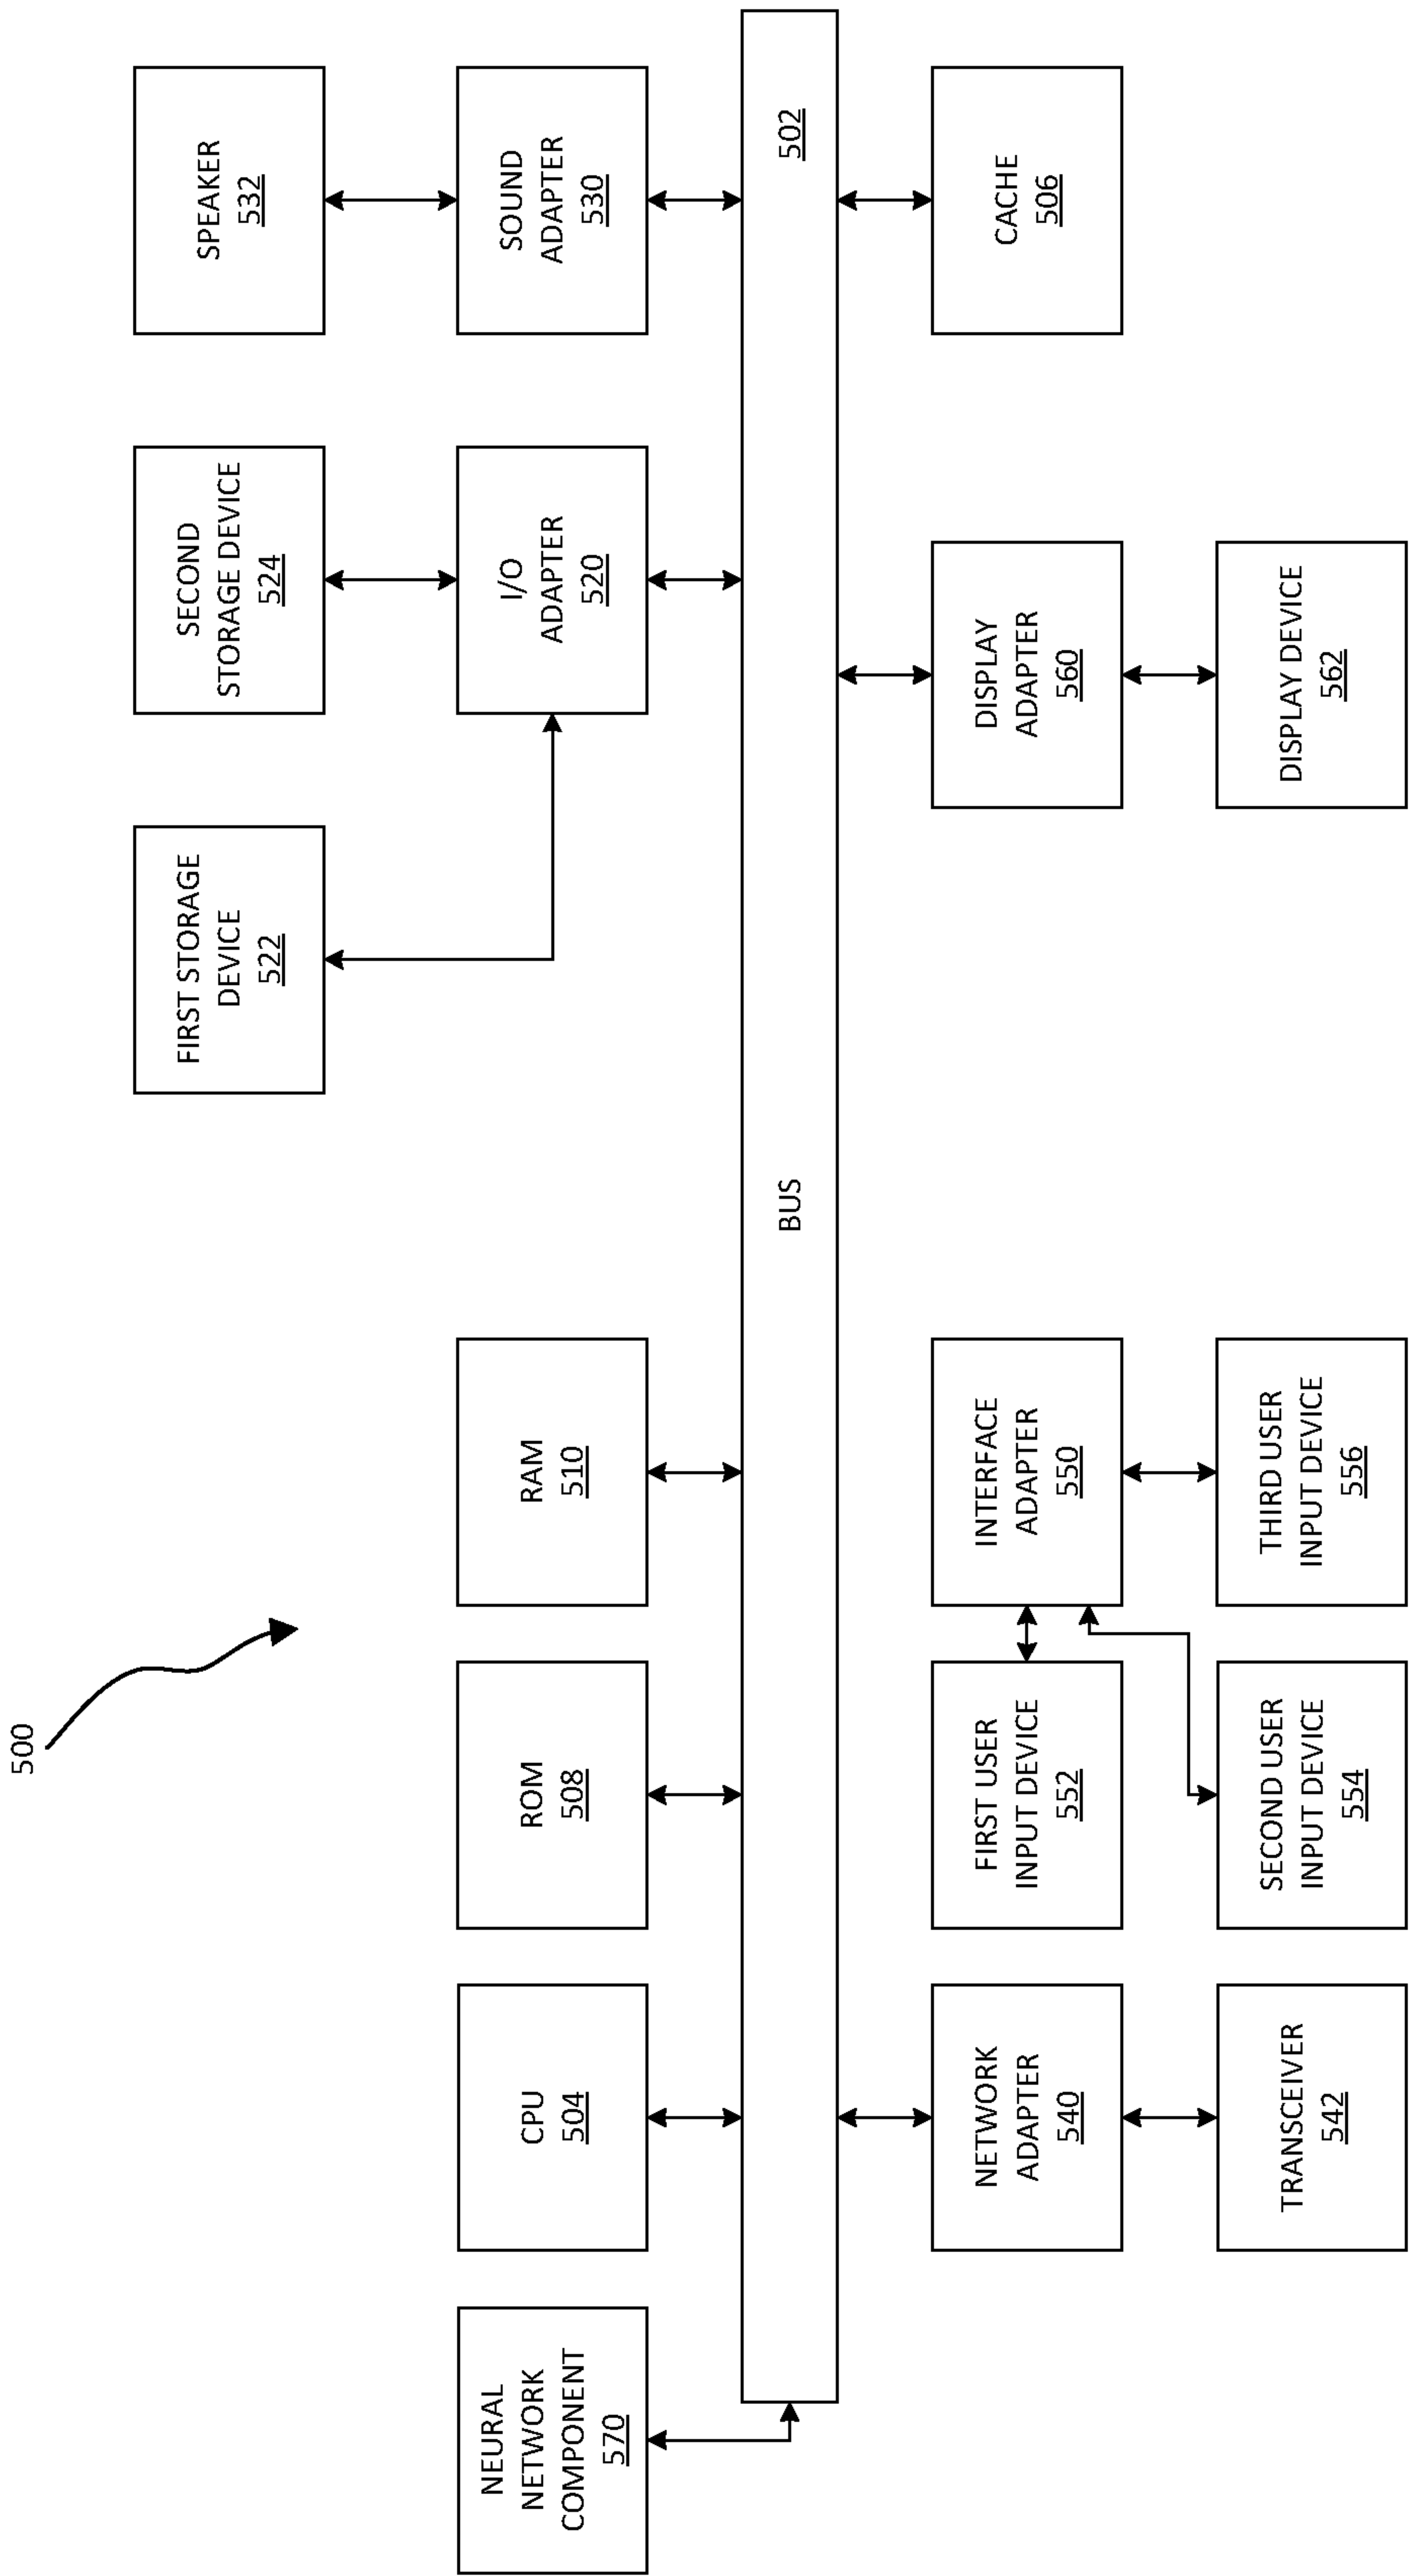 500
FIRST STORAGE
DEVICE
522
SECOND
STORAGE DEVICE
524
SPEAKER
532
NEURAL
NETWORK
COMPONENT
570
CPU
504
ROM
508
RAM
510
I/O
ADAPTER
520
SOUND
ADAPTER
530
BUS
502
NETWORK
ADAPTER
540
FIRST USER
INPUT DEVICE
552
INTERFACE
ADAPTER
550
DISPLAY
ADAPTER
560
CACHE
506
TRANSCEIVER
542
SECOND USER
INPUT DEVICE
554
THIRD USER
INPUT DEVICE
556
DISPLAY DEVICE
562